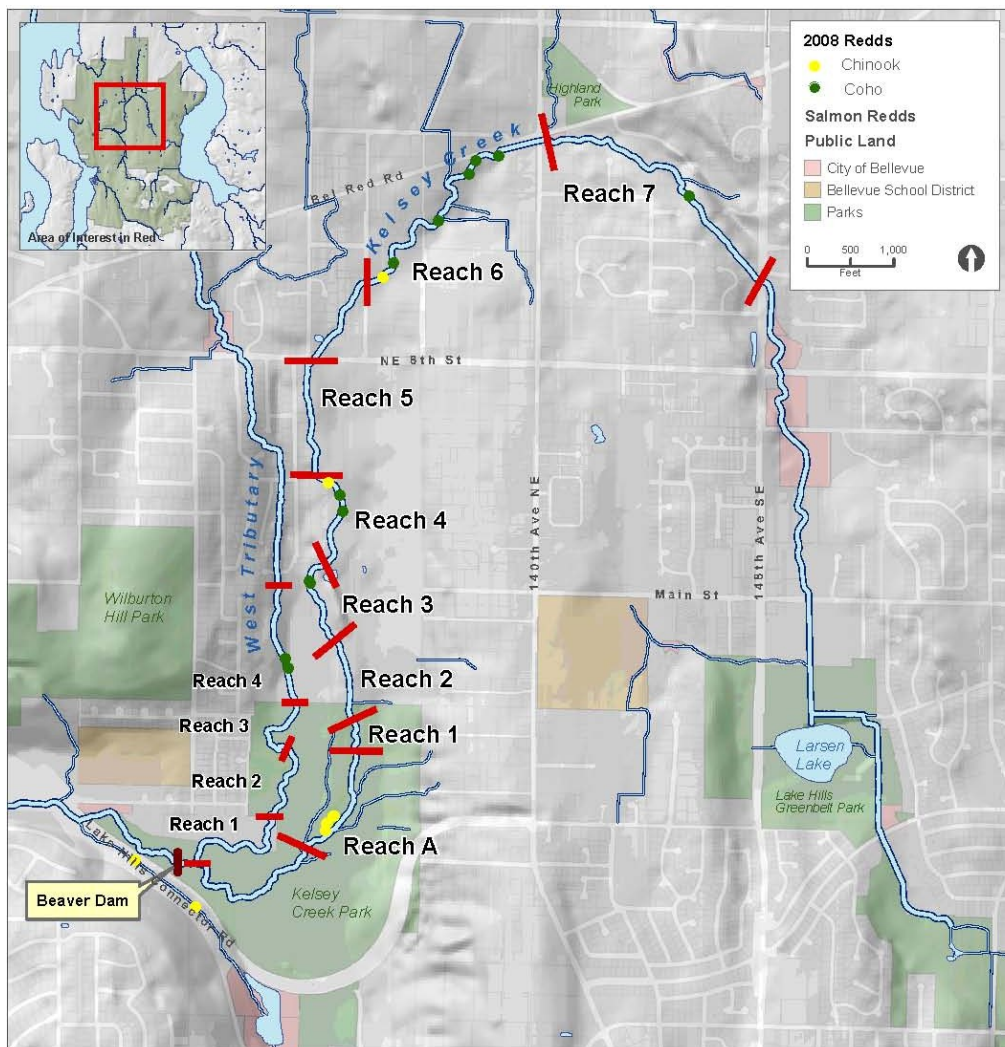 2008 Redds
Chinook
Coho
Salmon Redds
Public Land
City of Bellevue
Bellevue School District
Parks
0 500 1,000
Feet
Area of Interest in Red
Highland
Park
Bel Red Rd
Kelsey Creek
Reach 7
Reach 6
NE 8th St
Reach 5
West Tributary
Reach 4
140th Ave NE
148th Ave SE
Main St
Wilburton
Hill Park
Reach 3
Reach 4
Reach 2
Reach 3
Reach 1
Reach 2
Larsen
Lake
Lake Hills
Greenbelt Park
Reach 1
Reach A
Lake Hills Connector Rd
Beaver Dam
Kelsey
Creek Park